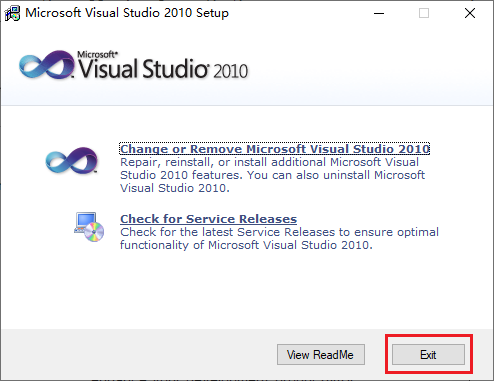 Microsoft Visual Studio 2010 Setup
Microsoft®
Visual Studio® 2010
Change or Remove Microsoft Visual Studio 2010
Repair, reinstall, or install additional Microsoft Visual
Studio 2010 features. You can also uninstall Microsoft
Visual Studio 2010.
Check for Service Releases
Check for the latest Service Releases to ensure optimal
functionality of Microsoft Visual Studio 2010.
View ReadMe
Exit